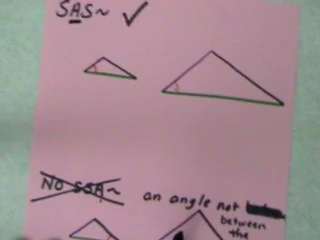 SAS~ ✓
NO SSA~ an angle not
between
the